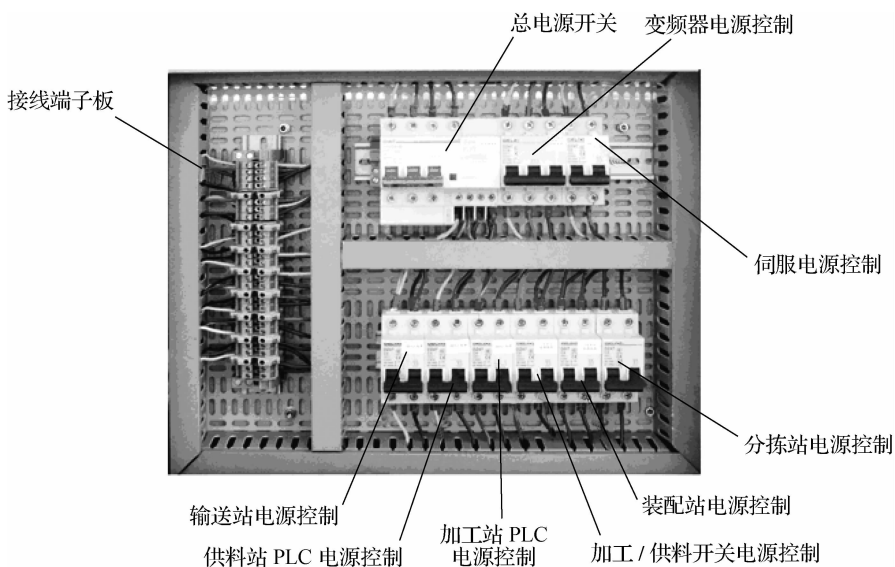 总电源开关
变频器电源控制
接线端子板
伺服电源控制
分拣站电源控制
装配站电源控制
输送站电源控制
加工站 PLC
电源控制
供料站 PLC 电源控制
加工 / 供料开关电源控制